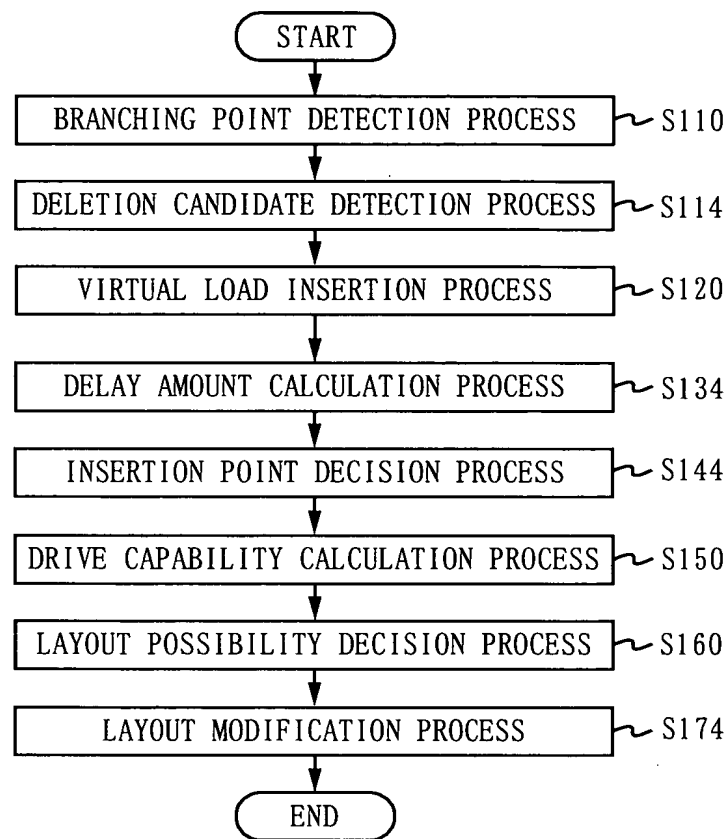 START
BRANCHING POINT DETECTION PROCESS S110
DELETION CANDIDATE DETECTION PROCESS S114
VIRTUAL LOAD INSERTION PROCESS S120
DELAY AMOUNT CALCULATION PROCESS S134
INSERTION POINT DECISION PROCESS S144
DRIVE CAPABILITY CALCULATION PROCESS S150
LAYOUT POSSIBILITY DECISION PROCESS S160
LAYOUT MODIFICATION PROCESS S174
END